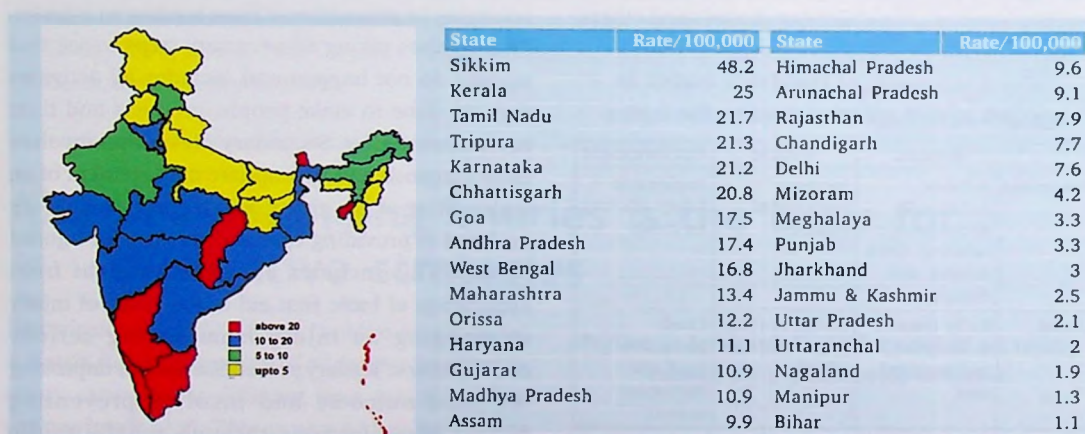 above 20
10 to 20
5 to 10
upto 5
State Rate/100,000 State Rate/100,000
Sikkim 48.2 Himachal Pradesh 9.6
Kerala 25 Arunachal Pradesh 9.1
Tamil Nadu 21.7 Rajasthan 7.9
Tripura 21.3 Chandigarh 7.7
Karnataka 21.2 Delhi 7.6
Chhattisgarh 20.8 Mizoram 4.2
Goa 17.5 Meghalaya 3.3
Andhra Pradesh 17.4 Punjab 3.3
West Bengal 16.8 Jharkhand 3
Maharashtra 13.4 Jammu & Kashmir 2.5
Orissa 12.2 Uttar Pradesh 2.1
Haryana 11.1 Uttaranchal 2
Gujarat 10.9 Nagaland 1.9
Madhya Pradesh 10.9 Manipur 1.3
Assam 9.9 Bihar 1.1